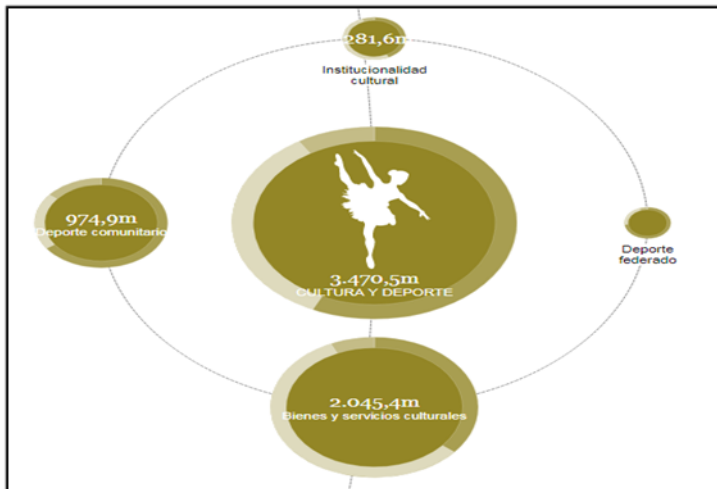 281,6m
Institucionalidad
cultural
974,9m
Deporte comunitario
3.470,5m
CULTURA Y DEPORTE
Deporte
federado
2.045,4m
Bienes y servicios culturales